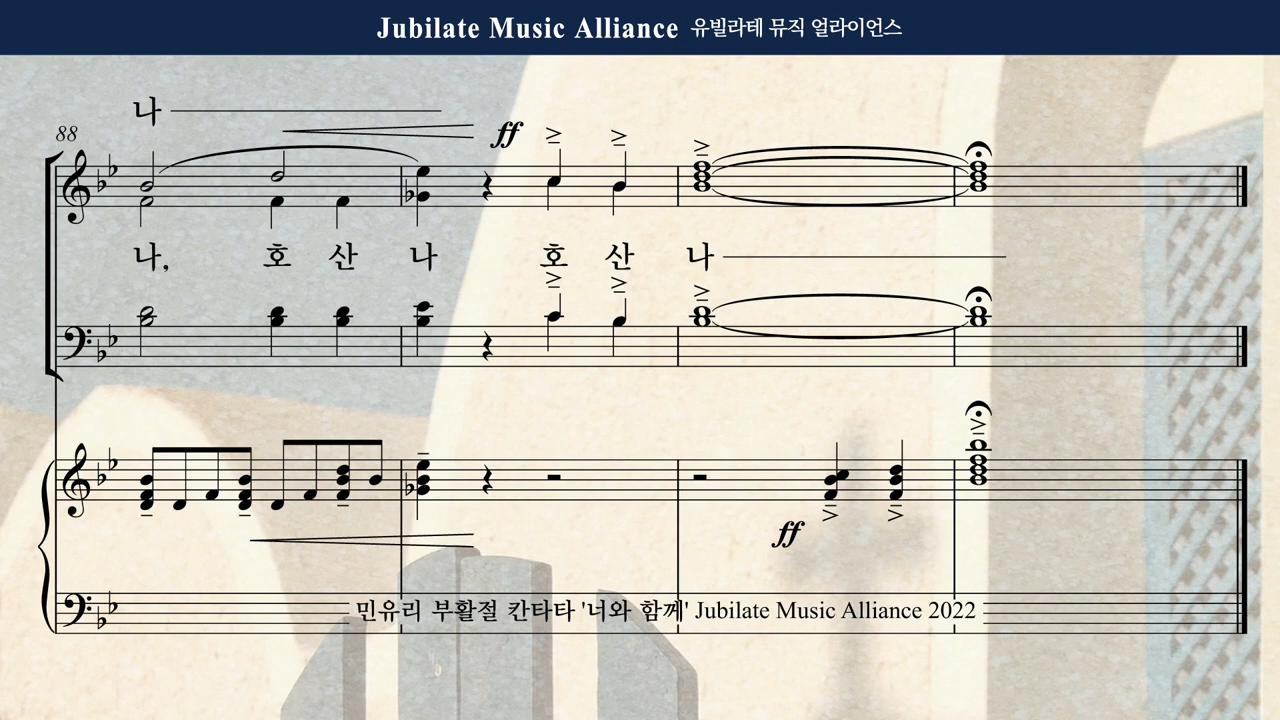 Jubilate Music Alliance 유빌라테 뮤직 얼라이언스
나
88
ff
나, 호 산 나 호 산 나
ff
민유리 부활절 칸타타 '너와 함께' Jubilate Music Alliance 2022